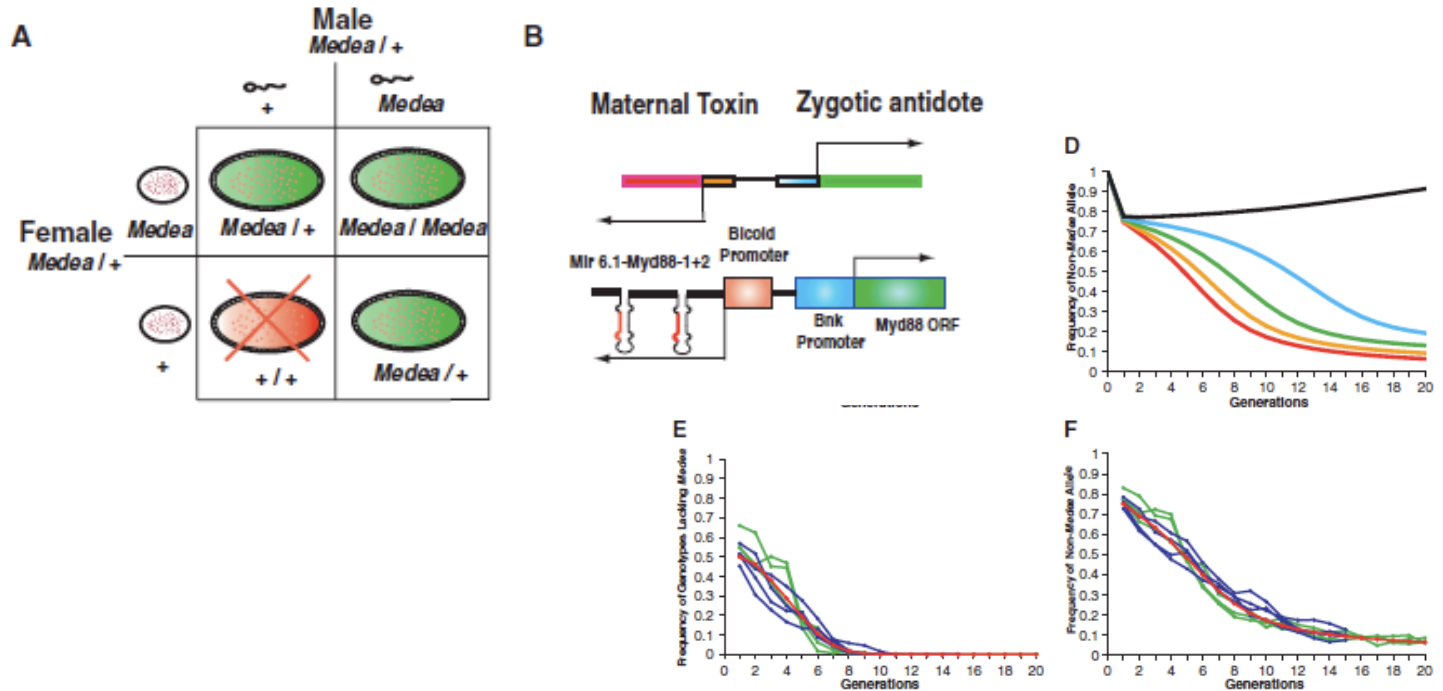 A
Male
Medea / +
+
Medea
Female
Medea / +
Medea
Medea / +
Medea / Medea
+
+ / +
Medea / +
B
Maternal Toxin
Zygotic antidote
Mir 6.1-Myd88-1+2
Bicoid
Promoter
Bnk
Promoter
Myd88 ORF
D
Frequency of Non-Medea Allele
1
0.9
0.8
0.7
0.6
0.5
0.4
0.3
0.2
0.1
0
0 2 4 6 8 10 12 14 16 18 20
Generations
E
Frequency of Genotypes Lacking Medea
1
0.9
0.8
0.7
0.6
0.5
0.4
0.3
0.2
0.1
0
0 2 4 6 8 10 12 14 16 18 20
Generations
F
Frequency of Non-Medea Allele
1
0.9
0.8
0.7
0.6
0.5
0.4
0.3
0.2
0.1
0
0 2 4 6 8 10 12 14 16 18 20
Generations